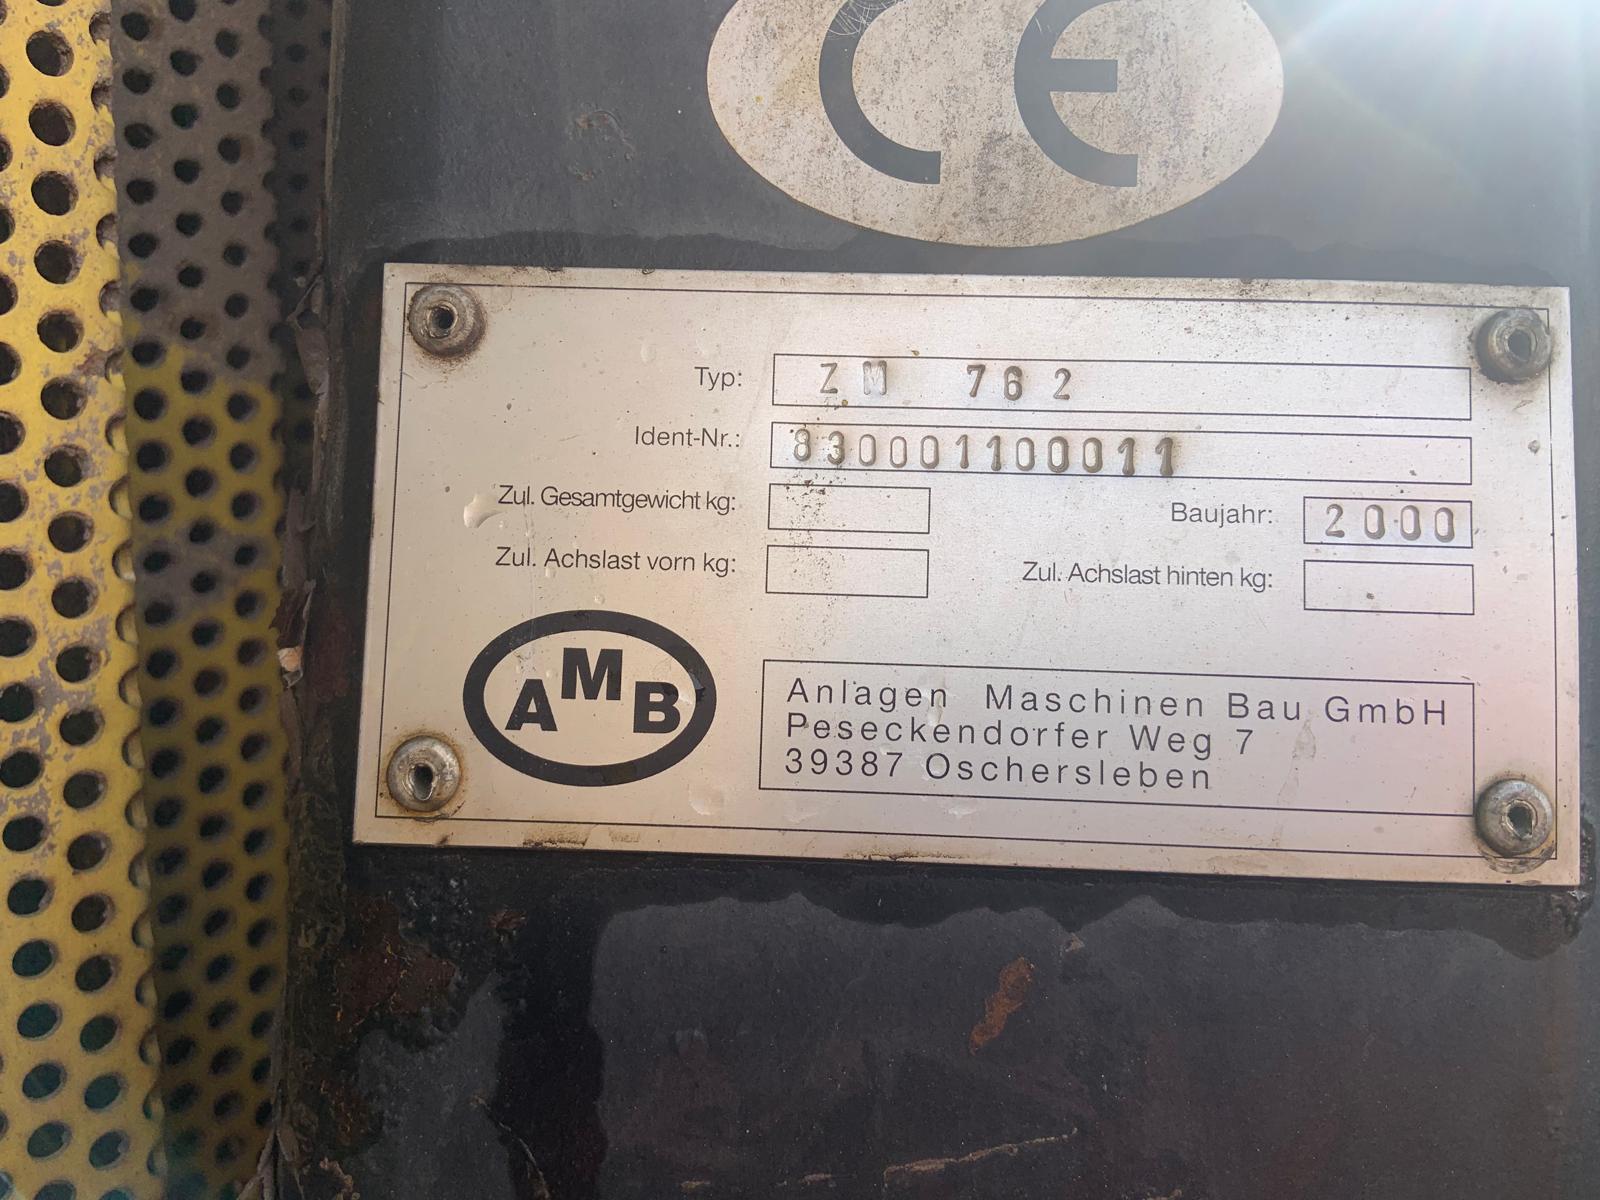 CE
Typ: ZM 762
Ident-Nr.: 830001100011
Zul. Gesamtgewicht kg:
Baujahr: 2000
Zul. Achslast vorn kg:
Zul. Achslast hinten kg:
AMB
Anlagen Maschinen Bau GmbH
Peseckendorfer Weg 7
39387 Oschersleben